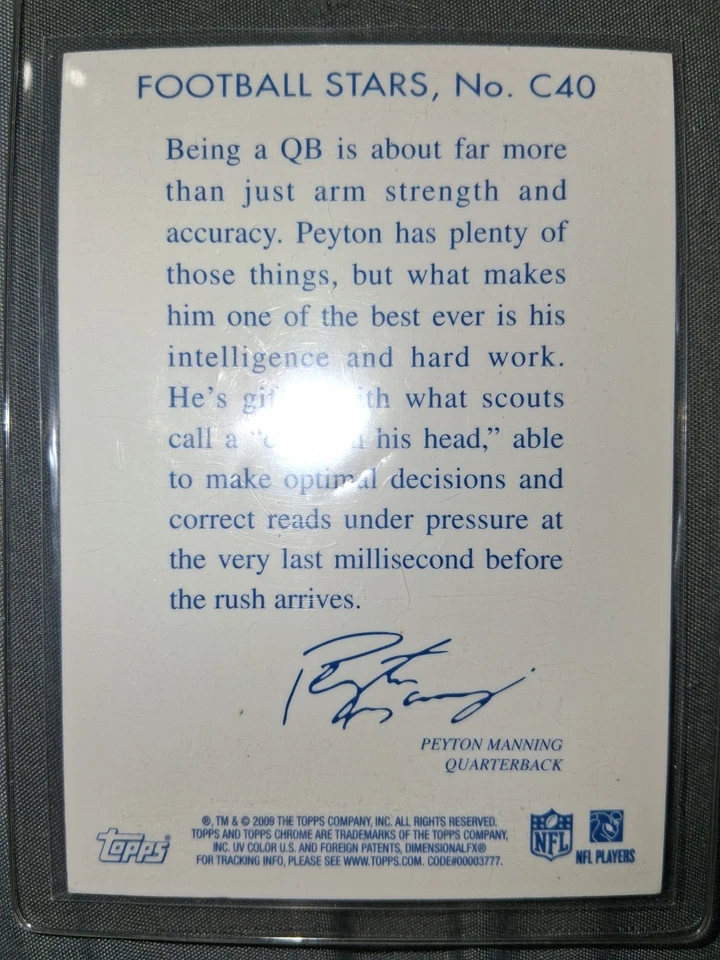 FOOTBALL STARS, No. C40
Being a QB is about far more
than just arm strength and
accuracy. Peyton has plenty of
those things, but what makes
him one of the best ever is his
intelligence and hard work.
He's what scouts
call a his head,” able
to make optimal decisions and
correct reads under pressure at
the very last millisecond before
the rush arrives.
Peyton Manning
PEYTON MANNING
QUARTERBACK
Topps®
®, TM & © 2009 THE TOPPS COMPANY, INC. ALL RIGHTS RESERVED.
TOPPS AND TOPPS CHROME ARE TRADEMARKS OF THE TOPPS COMPANY,
INC. UV COLOR U.S. AND FOREIGN PATENTS, DIMENSIONALFX®
FOR TRACKING INFO, PLEASE SEE WWW.TOPPS.COM. CODE#00003777.
NFL
NFL PLAYERS